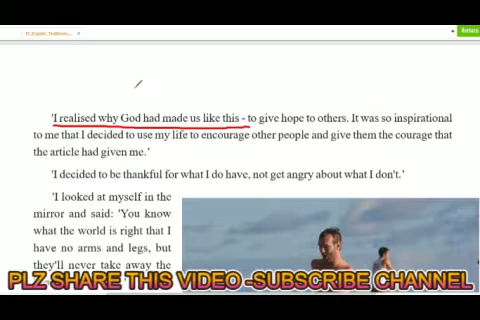 'I realised why God had made us like this - to give hope to others. It was so inspirational
to me that I decided to use my life to encourage other people and give them the courage that
the article had given me.'
'I decided to be thankful for what I do have, not get angry about what I don't.'
'I looked at myself in the
mirror and said: 'You know
what the world is right that I
have no arms and legs, but
they'll never take away the
PLZ SHARE THIS VIDEO -SUBSCRIBE CHANNEL